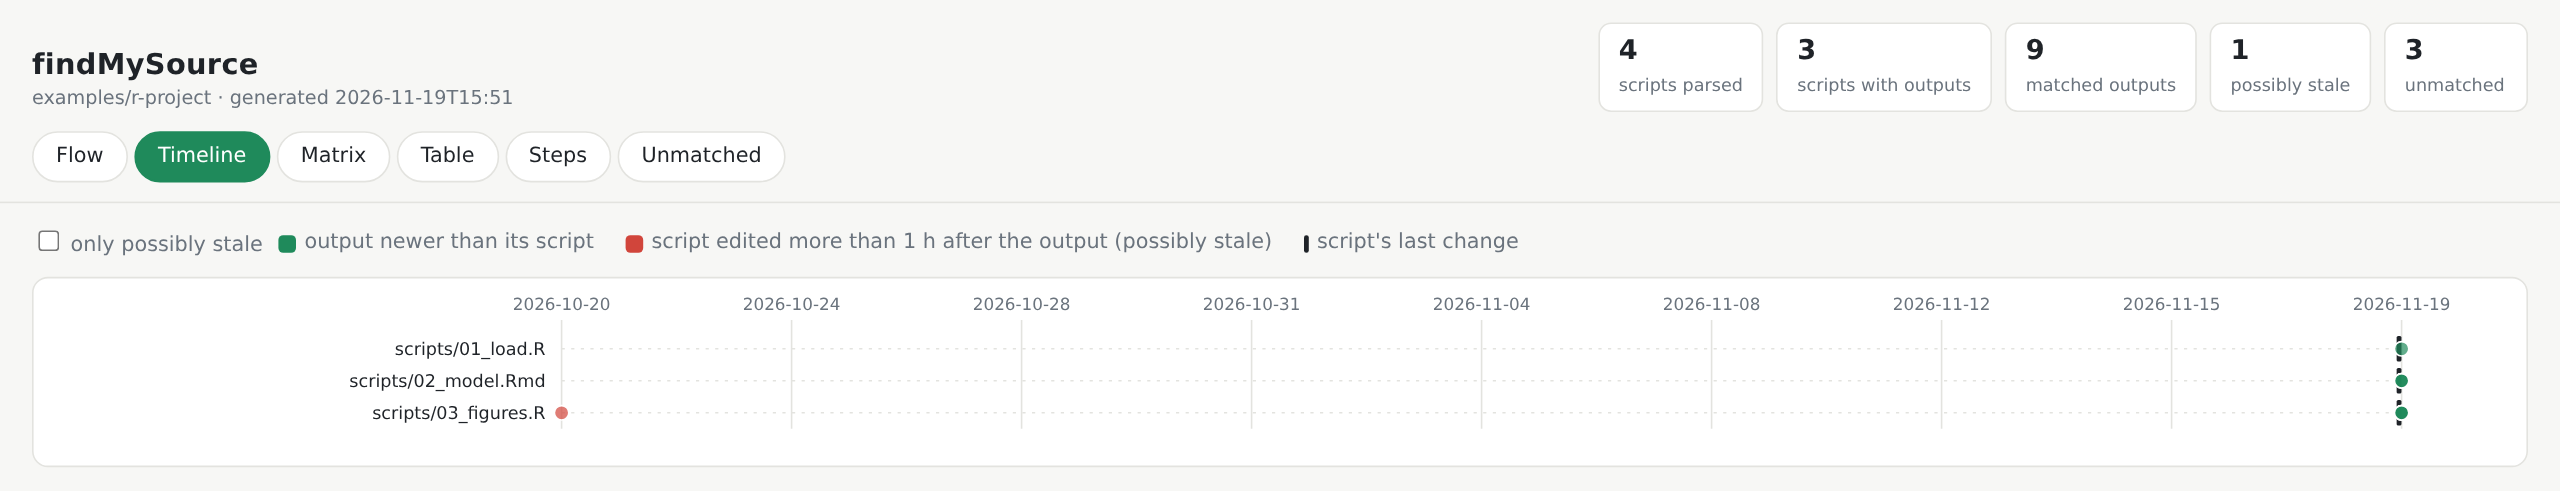 findMySource
examples/r-project · generated 2026-11-19T15:51
4
scripts parsed
3
scripts with outputs
9
matched outputs
1
possibly stale
3
unmatched
Flow Timeline Matrix Table Steps Unmatched
only possibly stale output newer than its script script edited more than 1 h after the output (possibly stale) script's last change
2026-10-20 2026-10-24 2026-10-28 2026-10-31 2026-11-04 2026-11-08 2026-11-12 2026-11-15 2026-11-19
scripts/01_load.R
scripts/02_model.Rmd
scripts/03_figures.R